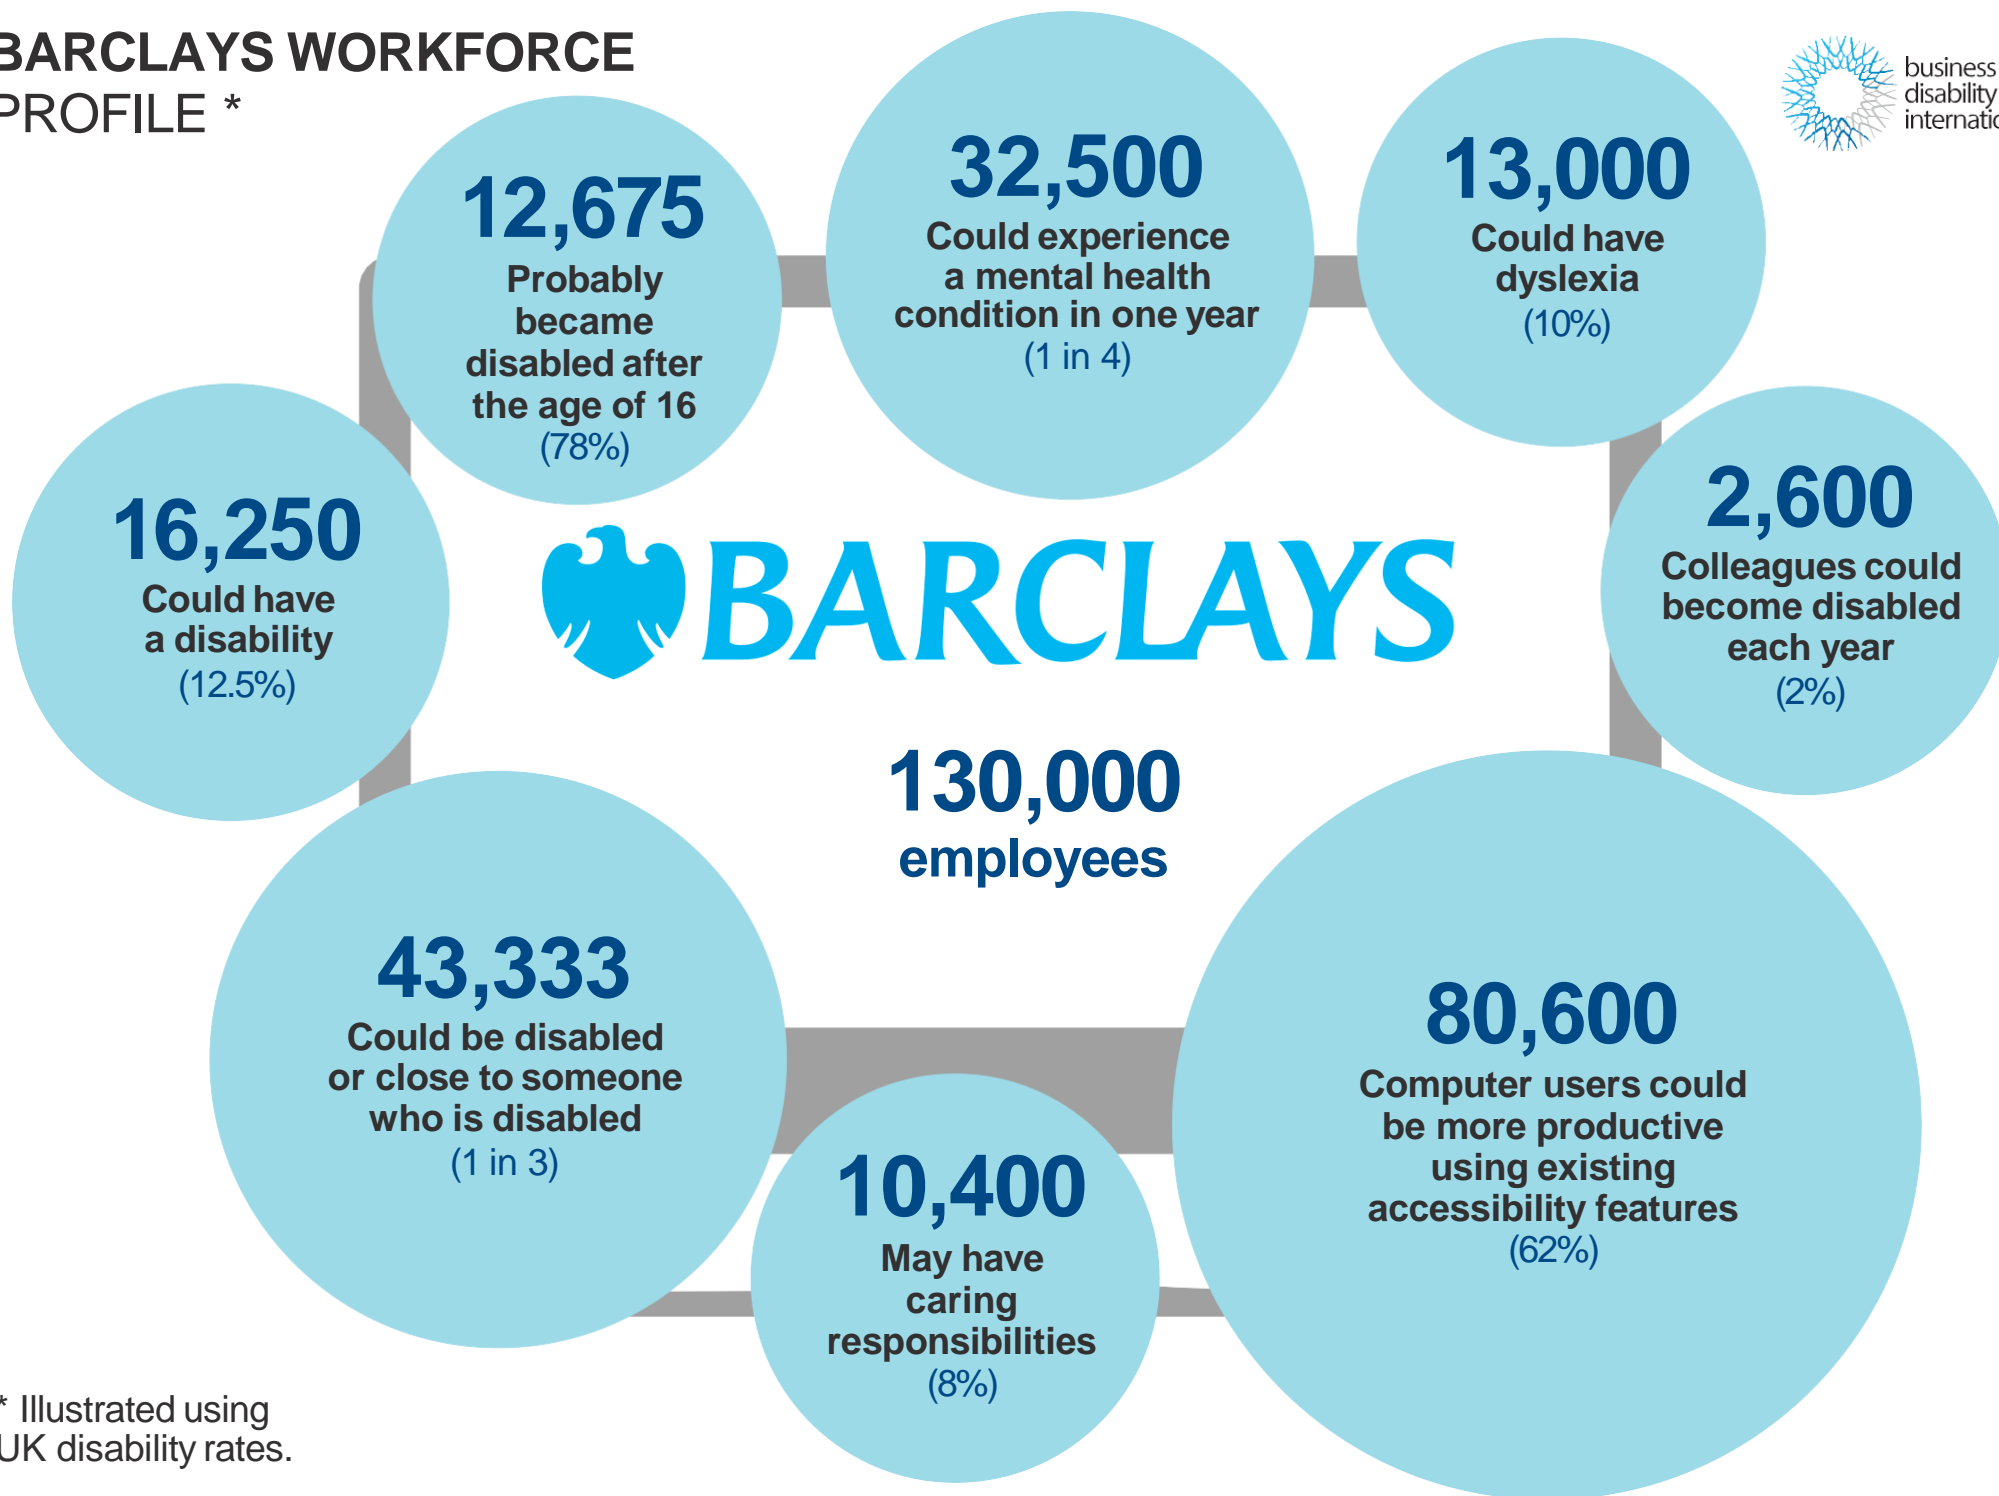 BARCLAYS WORKFORCE
PROFILE *
business
disability
internatio
12,675
Probably
became
disabled after
the age of 16
(78%)
32,500
Could experience
a mental health
condition in one year
(1 in 4)
13,000
Could have
dyslexia
(10%)
16,250
Could have
a disability
(12.5%)
BARCLAYS
130,000
employees
2,600
Colleagues could
become disabled
each year
(2%)
43,333
Could be disabled
or close to someone
who is disabled
(1 in 3)
10,400
May have
caring
responsibilities
(8%)
80,600
Computer users could
be more productive
using existing
accessibility features
(62%)
* Illustrated using
UK disability rates.